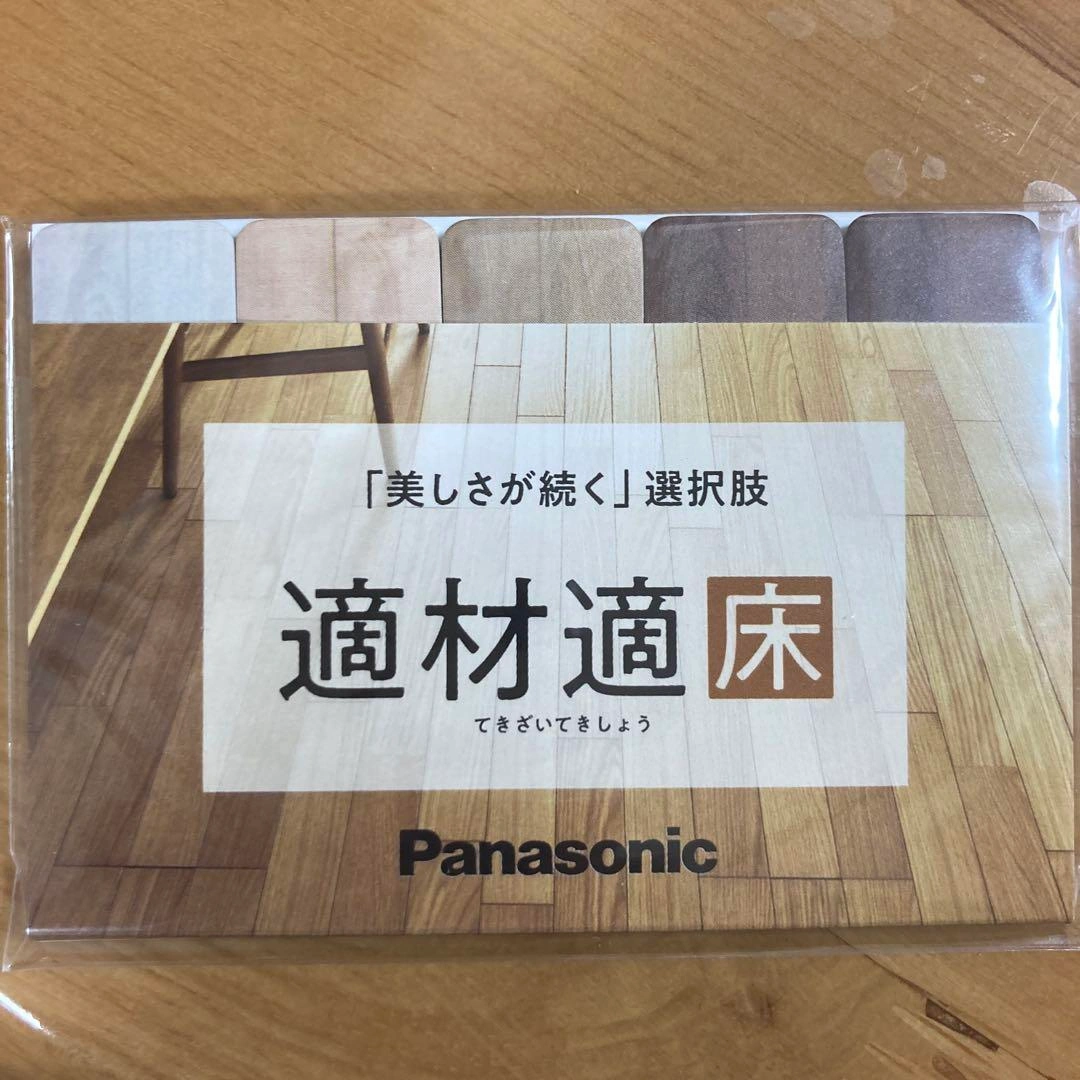 「美しさが続く」選択肢
適材適床
てきざいてきしょう
Panasonic